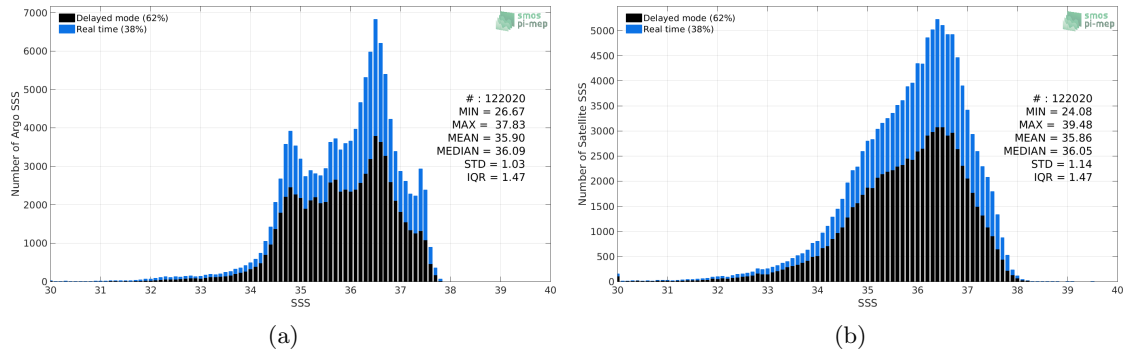 Delayed mode (62%)
Real time (38%)
smos
pi-mep
Number of Argo SSS
7000
6000
5000
4000
3000
2000
1000
0
# : 122020
MIN = 26.67
MAX = 37.83
MEAN = 35.90
MEDIAN = 36.09
STD = 1.03
IQR = 1.47
30 31 32 33 34 35 36 37 38 39 40
SSS
(a)
Delayed mode (62%)
Real time (38%)
smos
pi-mep
Number of Satellite SSS
5000
4500
4000
3500
3000
2500
2000
1500
1000
500
0
# : 122020
MIN = 24.08
MAX = 39.48
MEAN = 35.86
MEDIAN = 36.05
STD = 1.14
IQR = 1.47
30 31 32 33 34 35 36 37 38 39 40
SSS
(b)